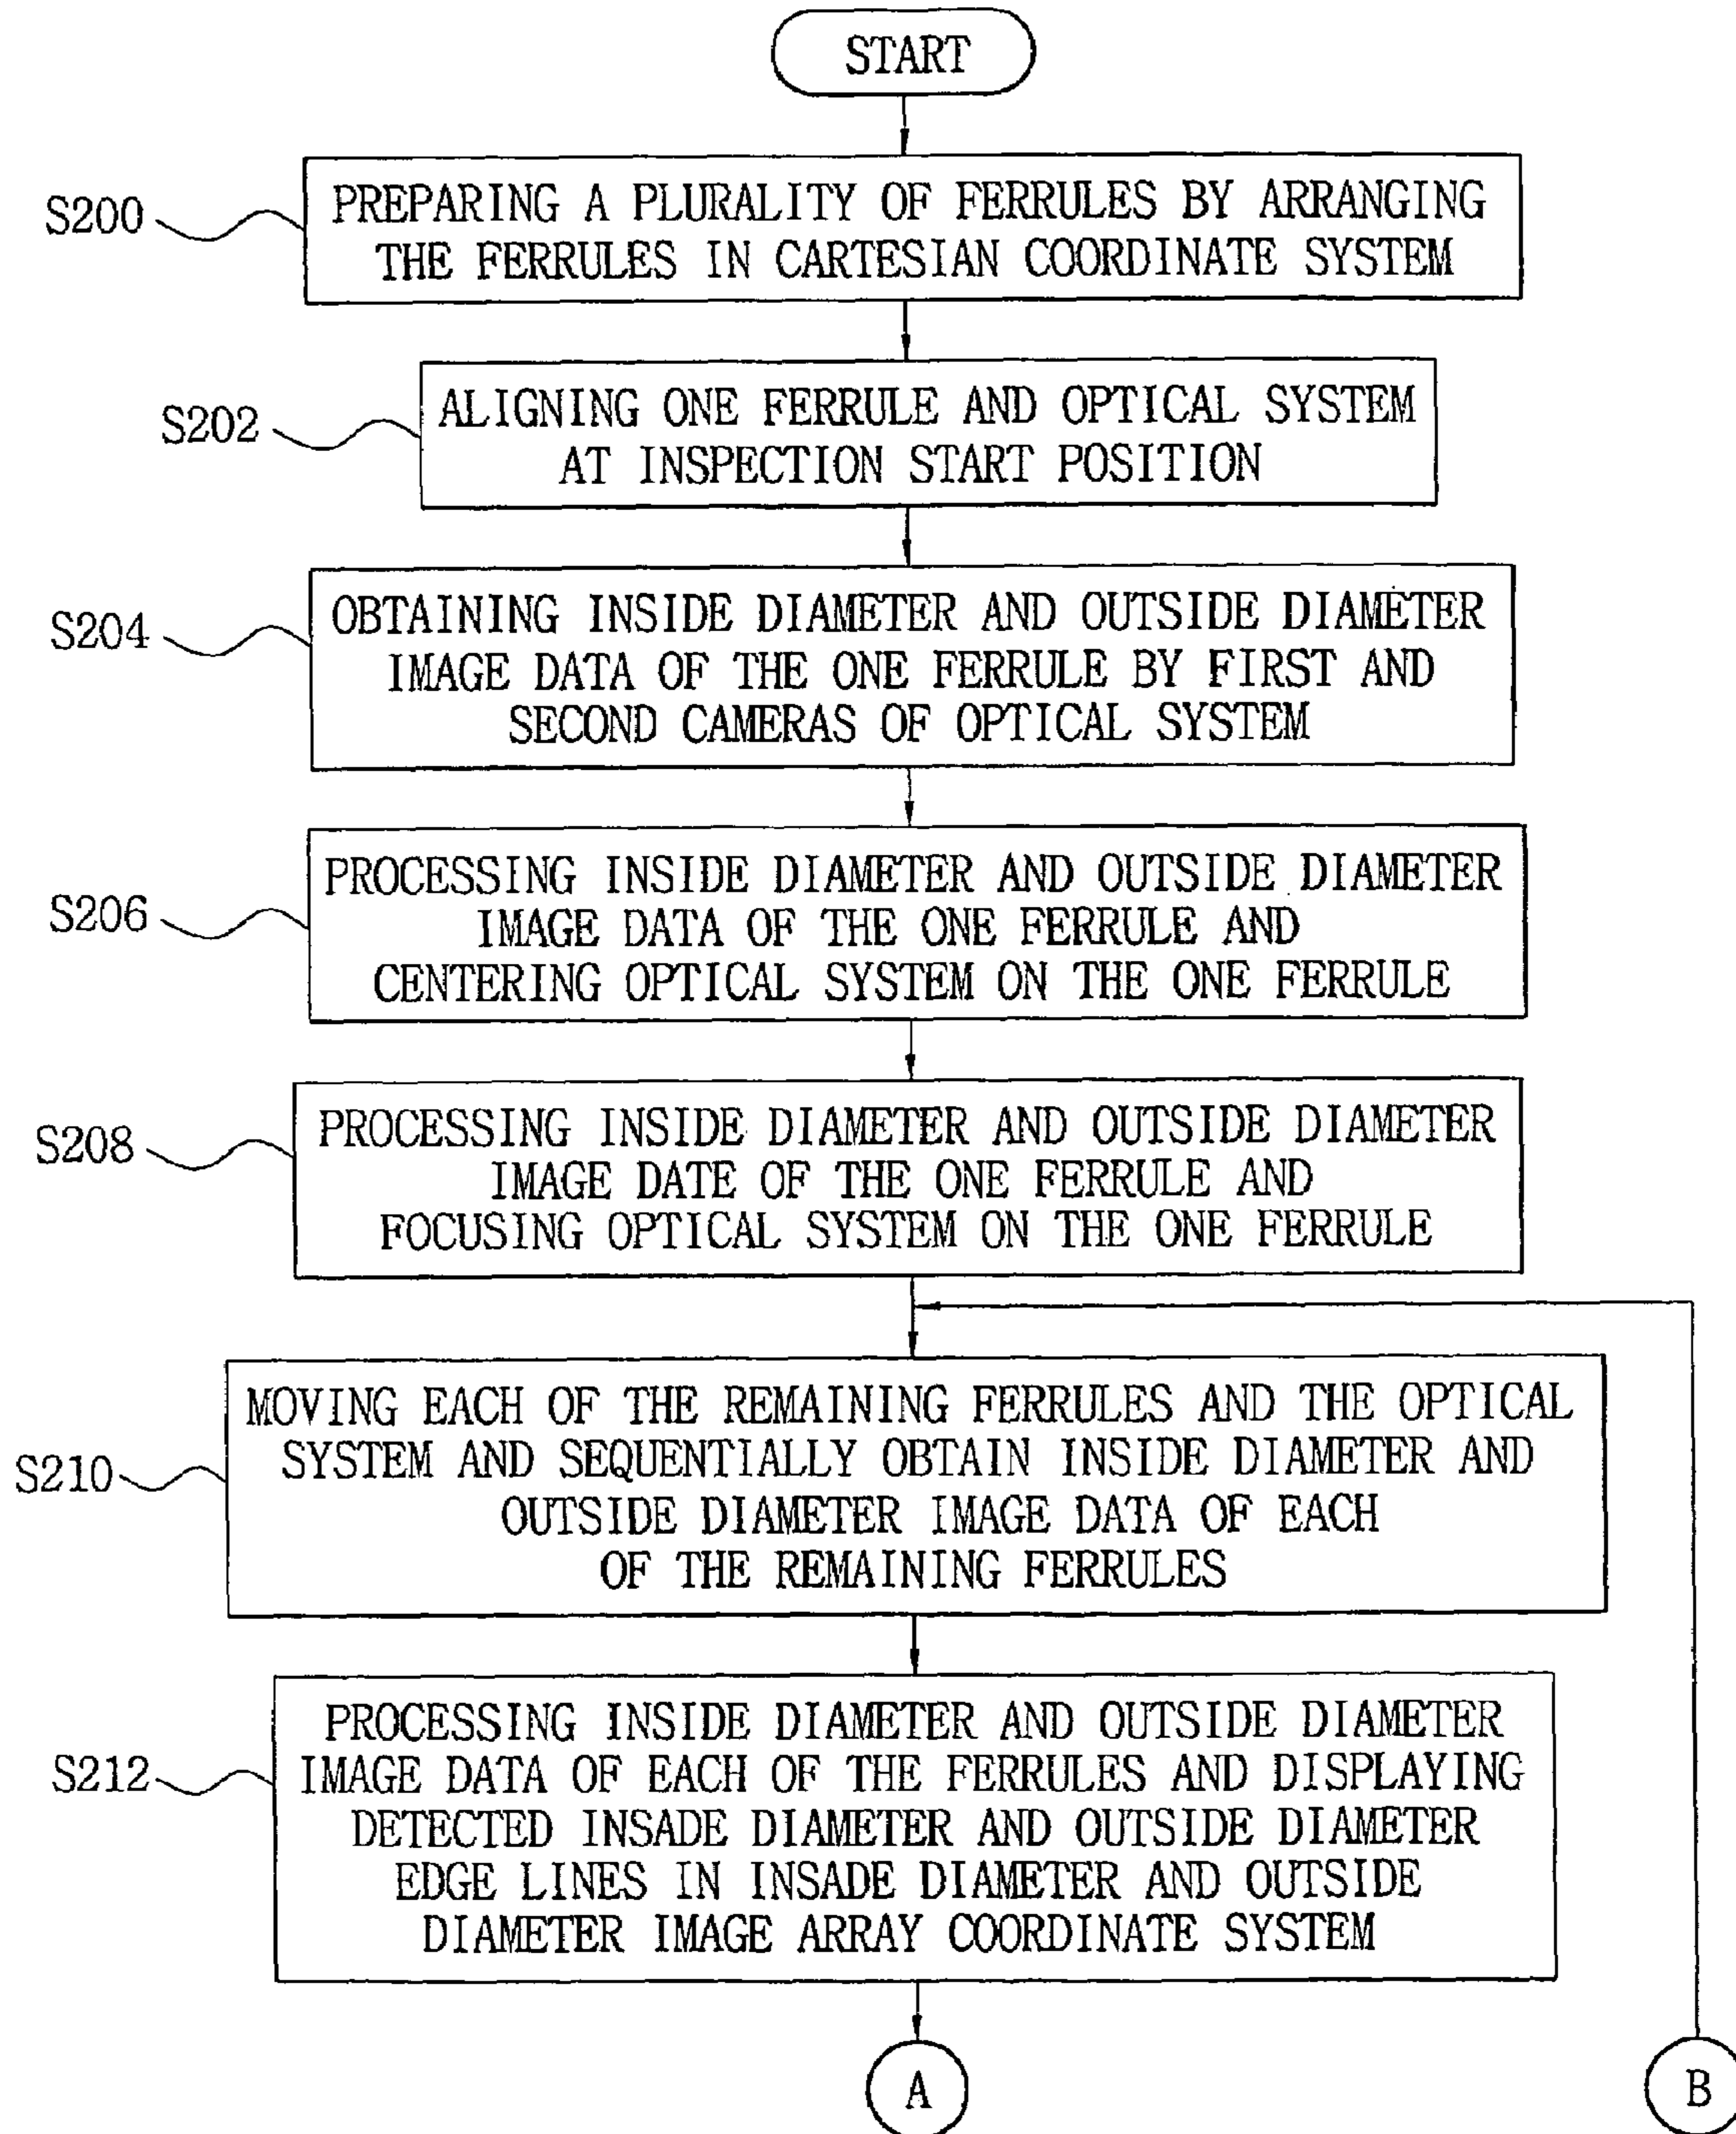 START
S200
PREPARING A PLURALITY OF FERRULES BY ARRANGING
THE FERRULES IN CARTESIAN COORDINATE SYSTEM
S202
ALIGNING ONE FERRULE AND OPTICAL SYSTEM
AT INSPECTION START POSITION
S204
OBTAINING INSIDE DIAMETER AND OUTSIDE DIAMETER
IMAGE DATA OF THE ONE FERRULE BY FIRST AND
SECOND CAMERAS OF OPTICAL SYSTEM
S206
PROCESSING INSIDE DIAMETER AND OUTSIDE DIAMETER
IMAGE DATA OF THE ONE FERRULE AND
CENTERING OPTICAL SYSTEM ON THE ONE FERRULE
S208
PROCESSING INSIDE DIAMETER AND OUTSIDE DIAMETER
IMAGE DATE OF THE ONE FERRULE AND
FOCUSING OPTICAL SYSTEM ON THE ONE FERRULE
S210
MOVING EACH OF THE REMAINING FERRULES AND THE OPTICAL
SYSTEM AND SEQUENTIALLY OBTAIN INSIDE DIAMETER AND
OUTSIDE DIAMETER IMAGE DATA OF EACH
OF THE REMAINING FERRULES
S212
PROCESSING INSIDE DIAMETER AND OUTSIDE DIAMETER
IMAGE DATA OF EACH OF THE FERRULES AND DISPLAYING
DETECTED INSADE DIAMETER AND OUTSIDE DIAMETER
EDGE LINES IN INSADE DIAMETER AND OUTSIDE
DIAMETER IMAGE ARRAY COORDINATE SYSTEM
A
B